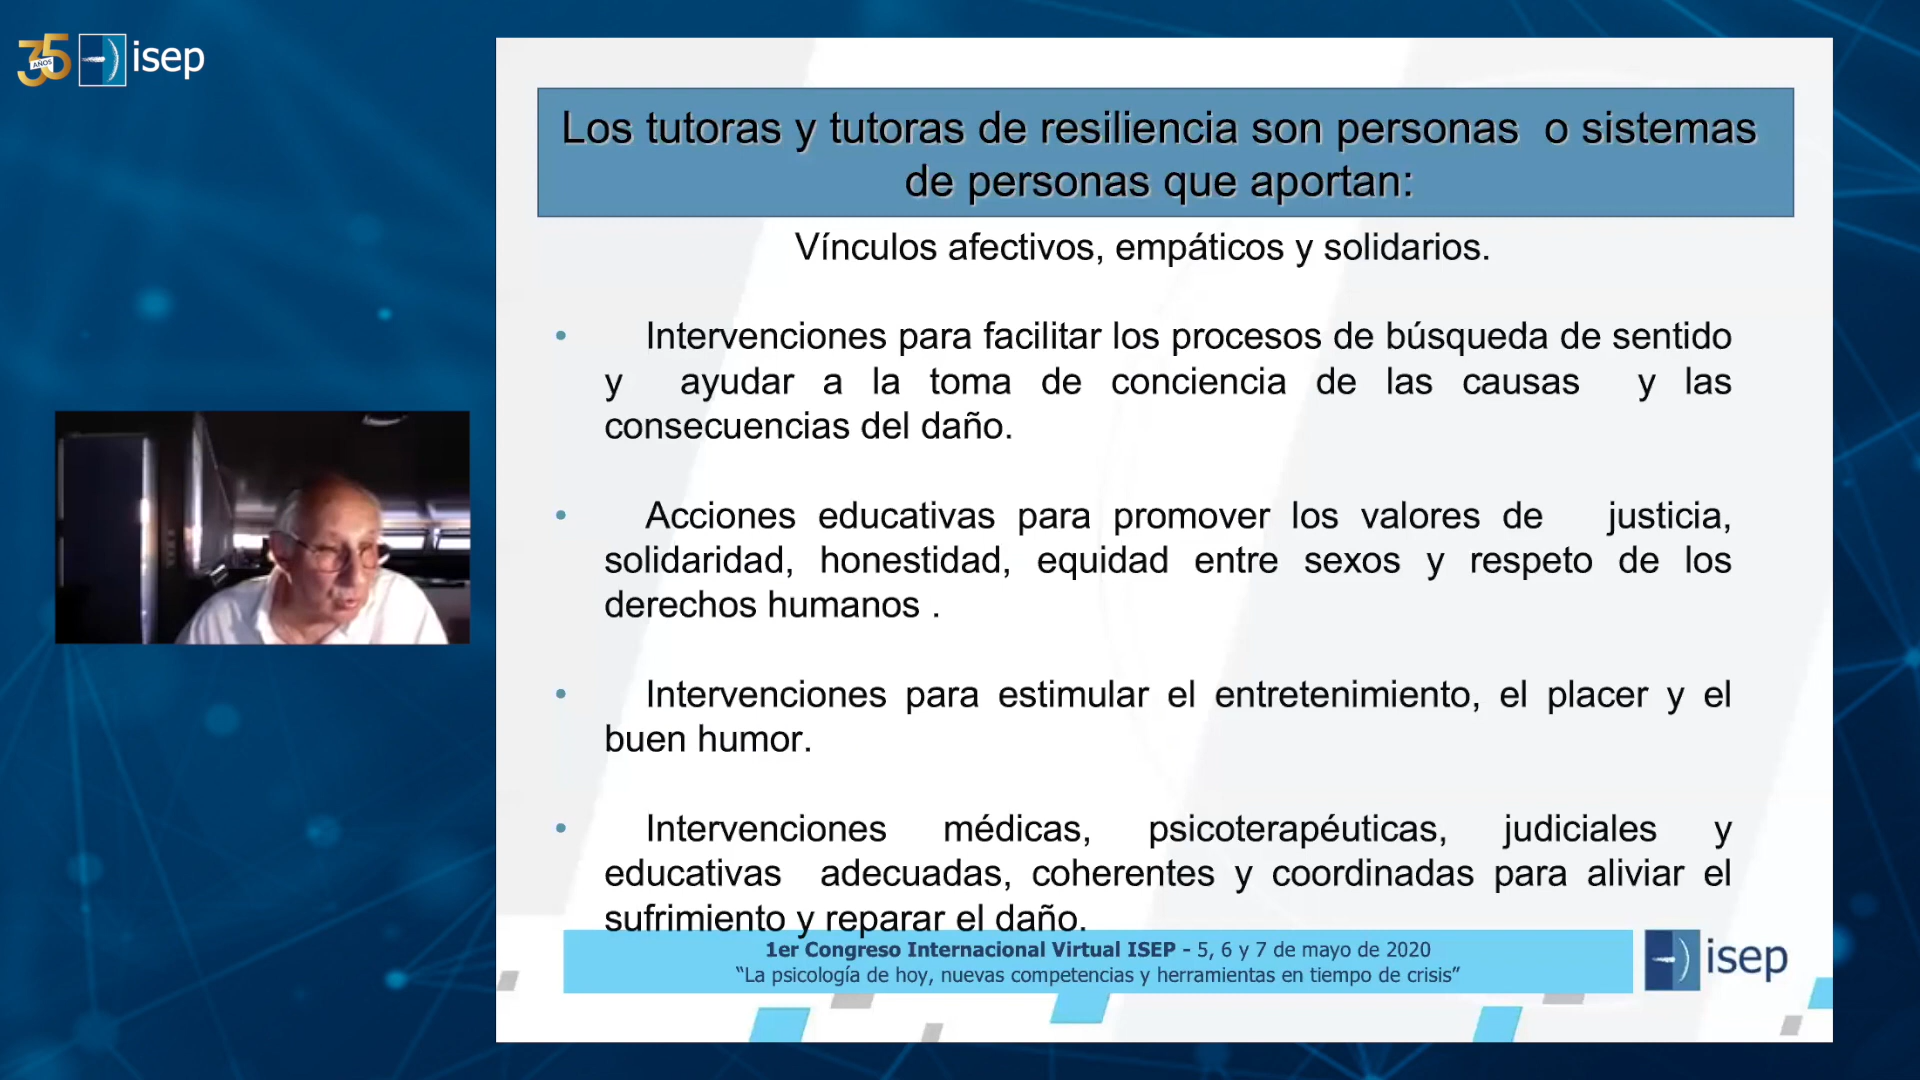 35
AÑOS
isep
Los tutoras y tutoras de resiliencia son personas o sistemas
de personas que aportan:
Vínculos afectivos, empáticos y solidarios.
• Intervenciones para facilitar los procesos de búsqueda de sentido
y ayudar a la toma de conciencia de las causas y las
consecuencias del daño.
• Acciones educativas para promover los valores de justicia,
solidaridad, honestidad, equidad entre sexos y respeto de los
derechos humanos .
• Intervenciones para estimular el entretenimiento, el placer y el
buen humor.
• Intervenciones médicas, psicoterapéuticas, judiciales y
educativas adecuadas, coherentes y coordinadas para aliviar el
sufrimiento y reparar el daño.
1er Congreso Internacional Virtual ISEP - 5, 6 y 7 de mayo de 2020
“La psicología de hoy, nuevas competencias y herramientas en tiempo de crisis”
isep